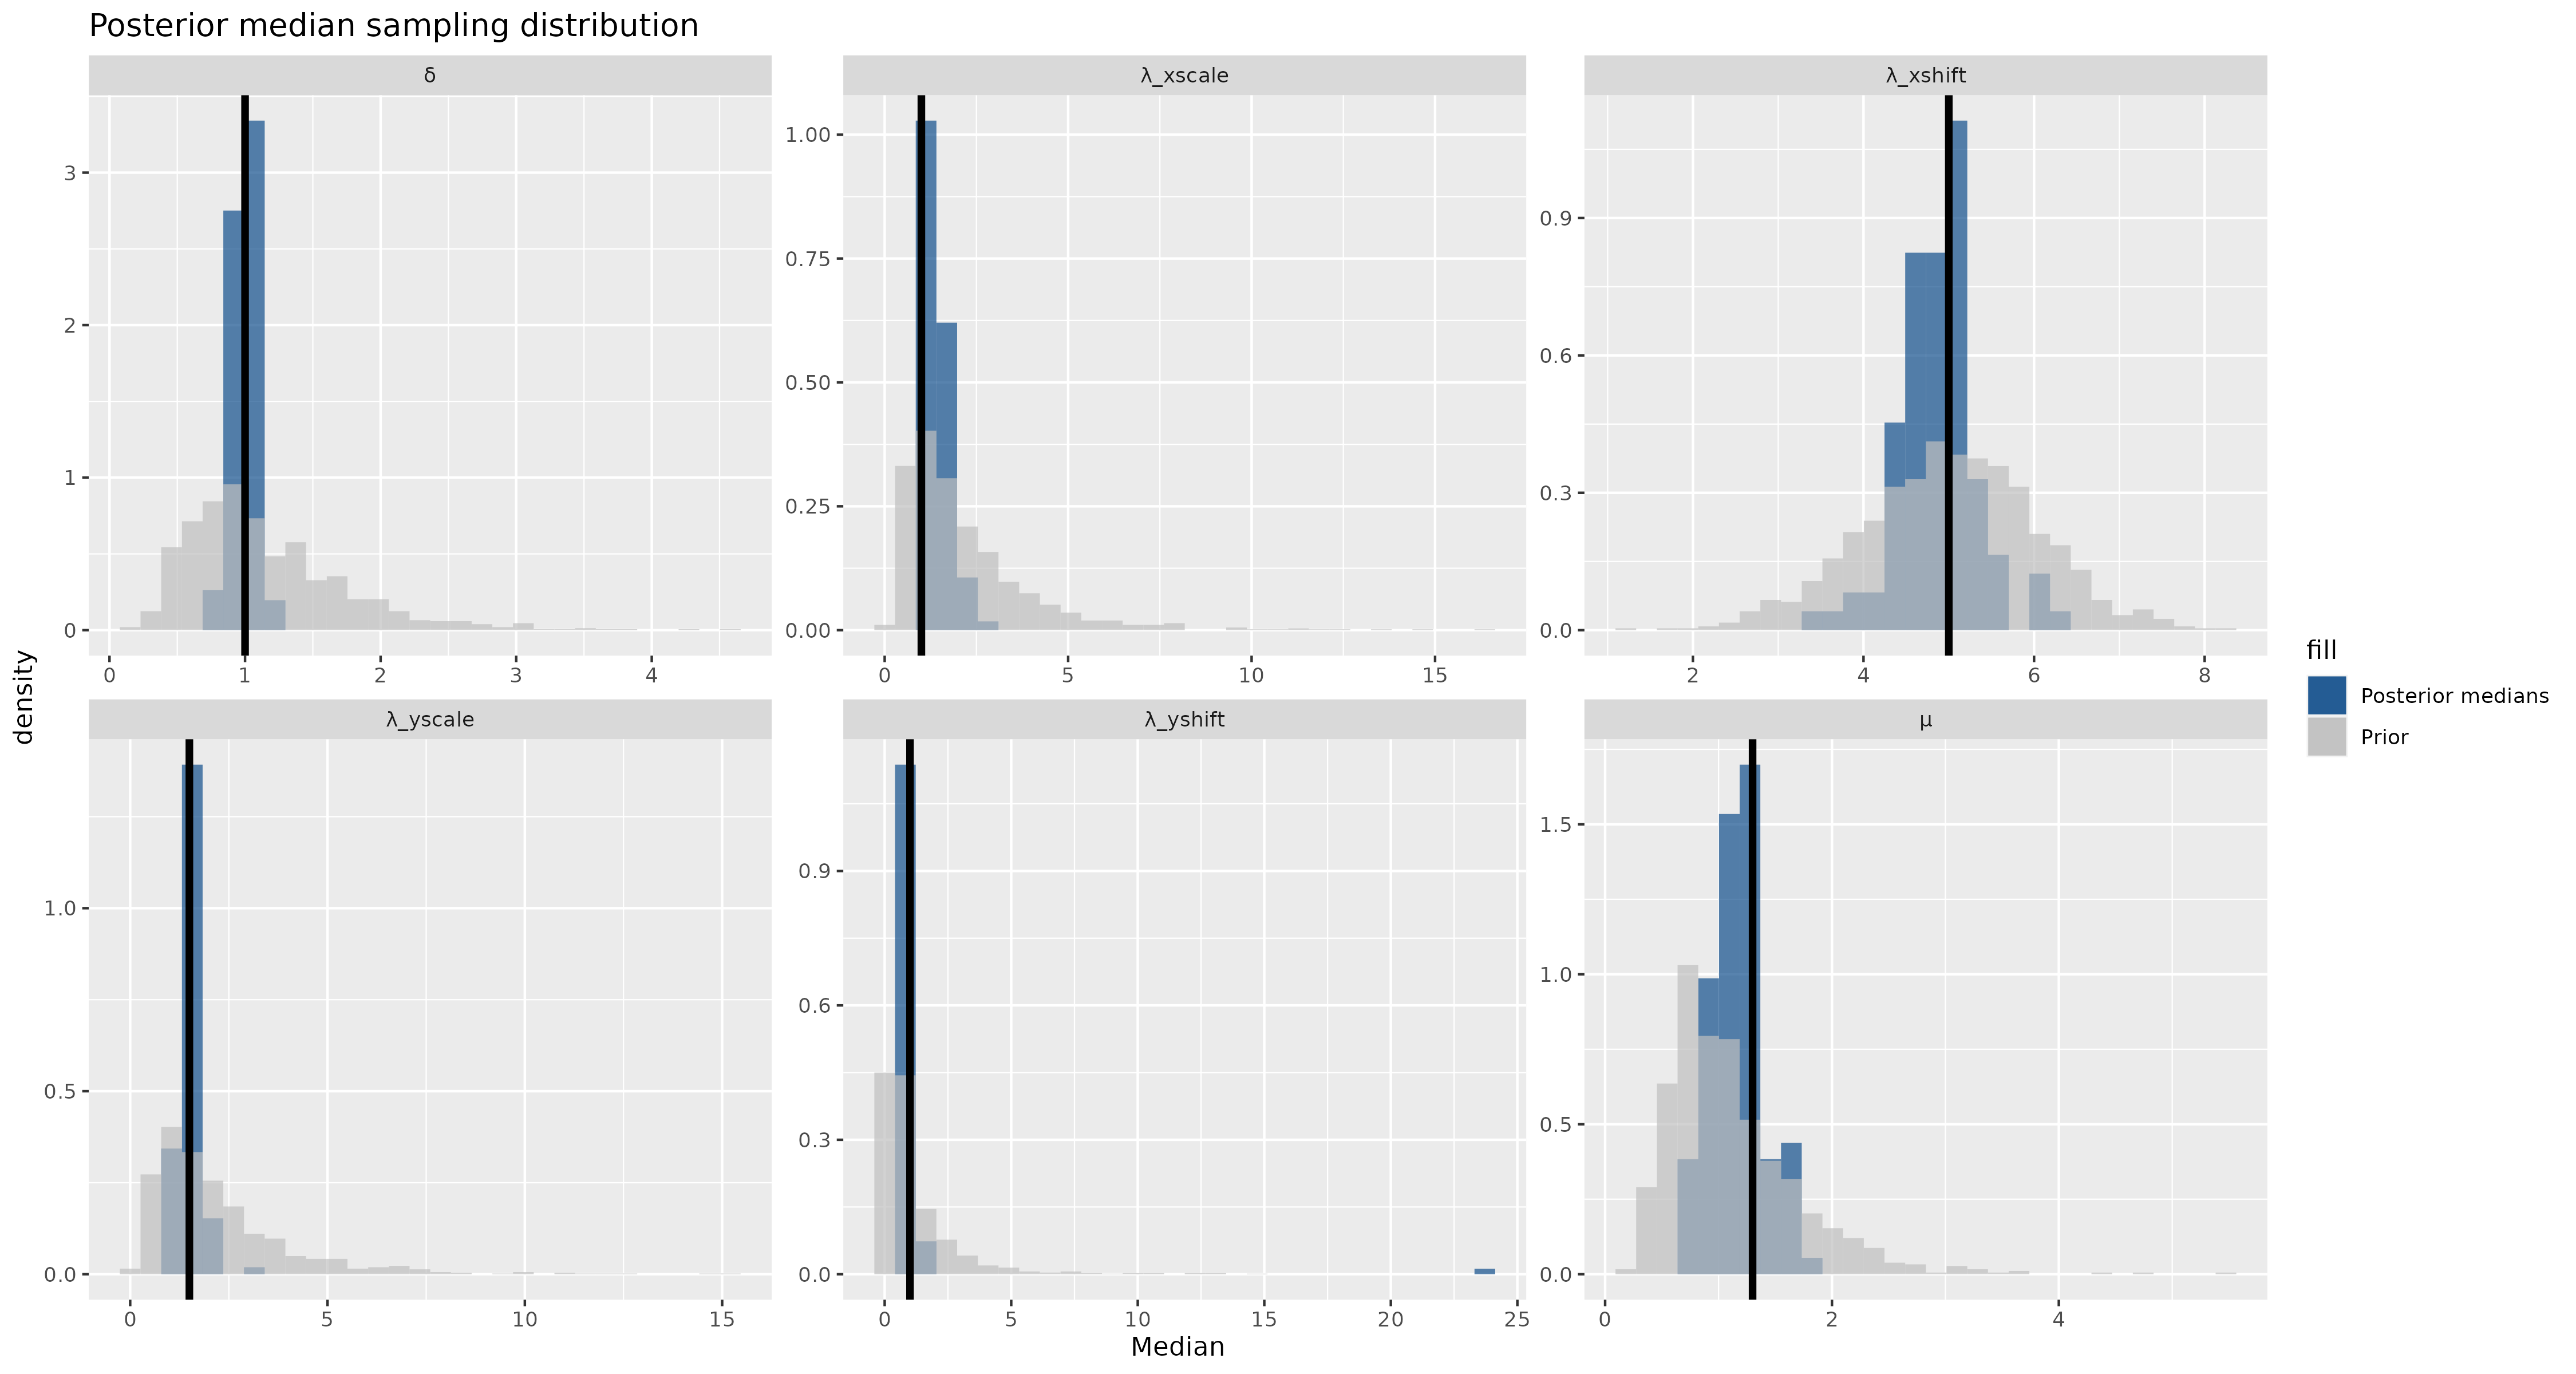 Posterior median sampling distribution
δ
λ_xscale
λ_xshift
3
2
1
0
0 1 2 3 4
1.00
0.75
0.50
0.25
0.00
0 5 10 15
0.9
0.6
0.3
0.0
2 4 6 8
density
λ_yscale
λ_yshift
μ
1.0
0.5
0.0
0 5 10 15
0.9
0.6
0.3
0.0
0 5 10 15 20 25
1.5
1.0
0.5
0.0
0 2 4
Median
fill
Posterior medians
Prior